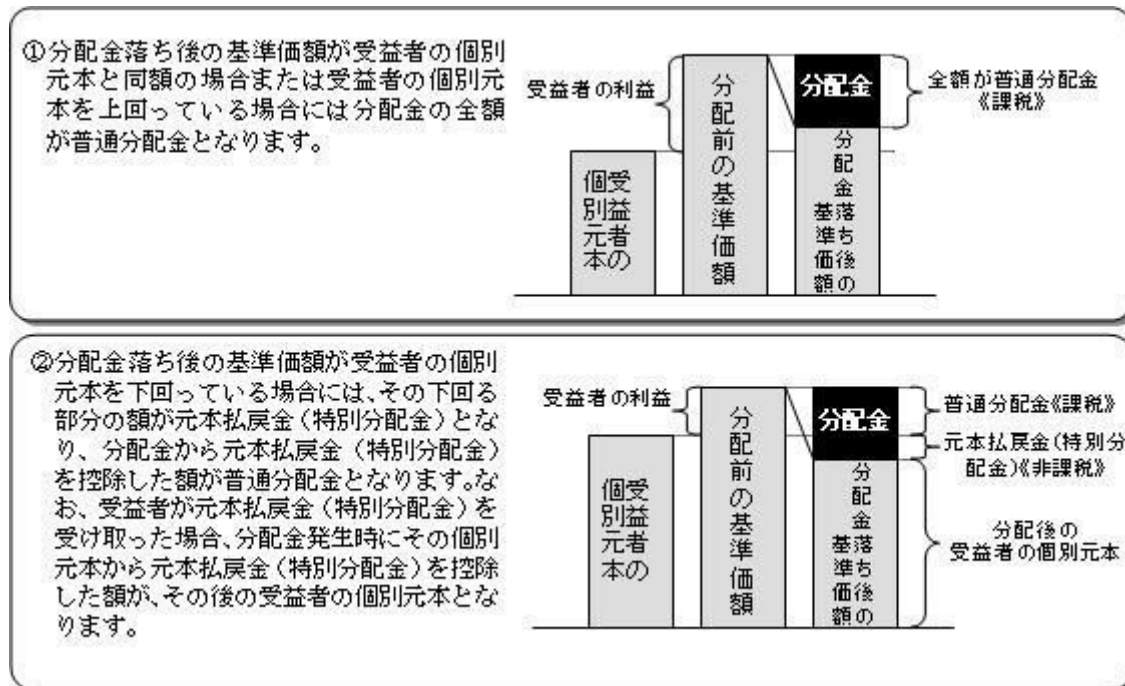 ①分配金落ち後の基準価額が受益者の個別
元本と同額の場合または受益者の個別元
本を上回っている場合には分配金の全額
が普通分配金となります。
受益者の利益
個別元本
受益者の
分配前の基準価額
分配金
分配金落ち後の
基準価額
全額が普通分配金
《課税》
②分配金落ち後の基準価額が受益者の個別
元本を下回っている場合には、その下回る
部分の額が元本払戻金(特別分配金)とな
り、分配金から元本払戻金(特別分配金)
を控除した額が普通分配金となります。な
お、受益者が元本払戻金(特別分配金)を
受け取った場合、分配金発生時にその個別
元本から元本払戻金(特別分配金)を控除
した額が、その後の受益者の個別元本とな
ります。
受益者の利益
受益者の
個別元本
分配前の基準価額
分配金
分配金落ち後の
基準価額
普通分配金《課税》
元本払戻金(特別分
配金)《非課税》
分配後の
受益者の個別元本